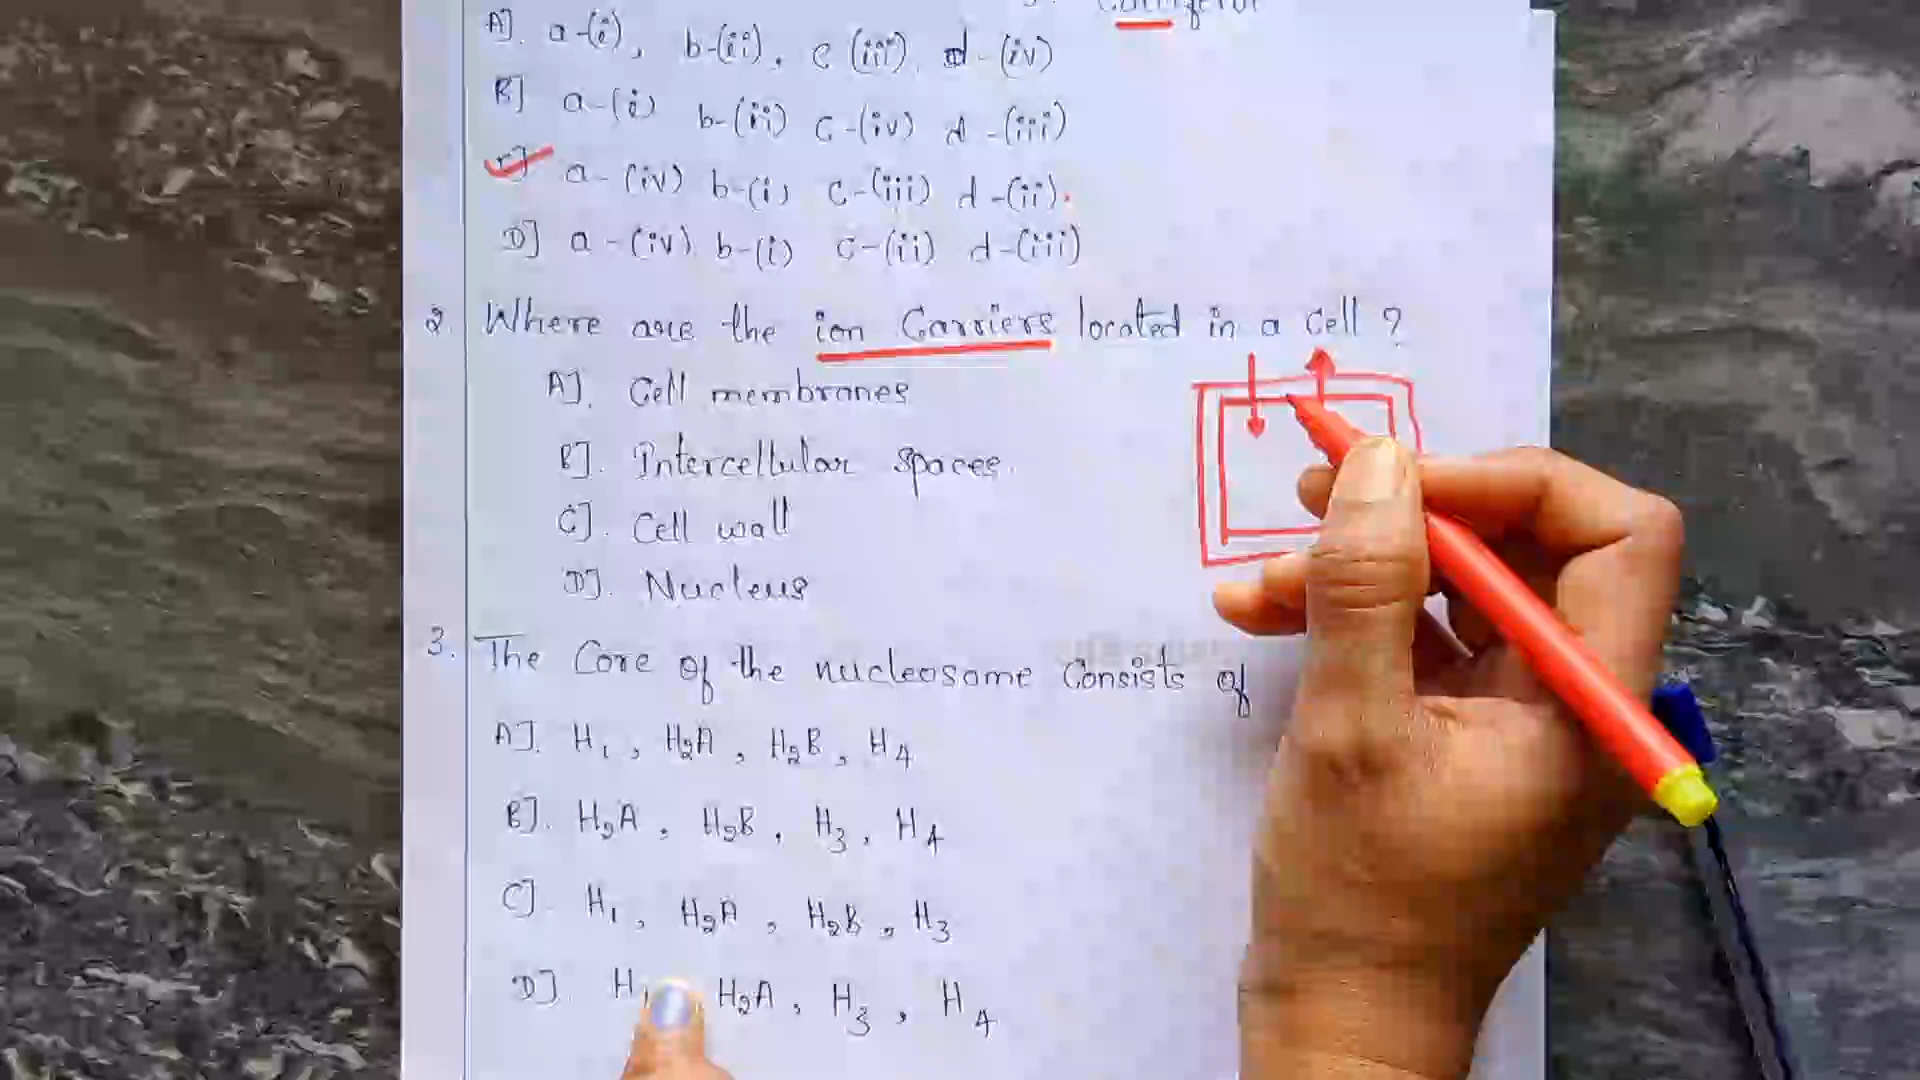 A]. a-(i), b-(ii), c (iii) d-(iv)
B] a-(i) b-(ii) c-(iv) d-(iii)
a-(iv) b-(i) c-(iii) d-(ii).
D] a-(iv) b-(i) c-(ii) d-(iii)
2. Where are the ion Carriers located in a Cell ?
A]. Cell membranes
B]. Intercellular spaces.
C]. Cell wall
D]. Nucleus
3. The Core of the nucleosome Consists of
A]. H1, H2A, H2B, H4
B]. H2A, H2B, H3, H4
C]. H1, H2A, H2B, H3
D] H1 H2A, H3, H4